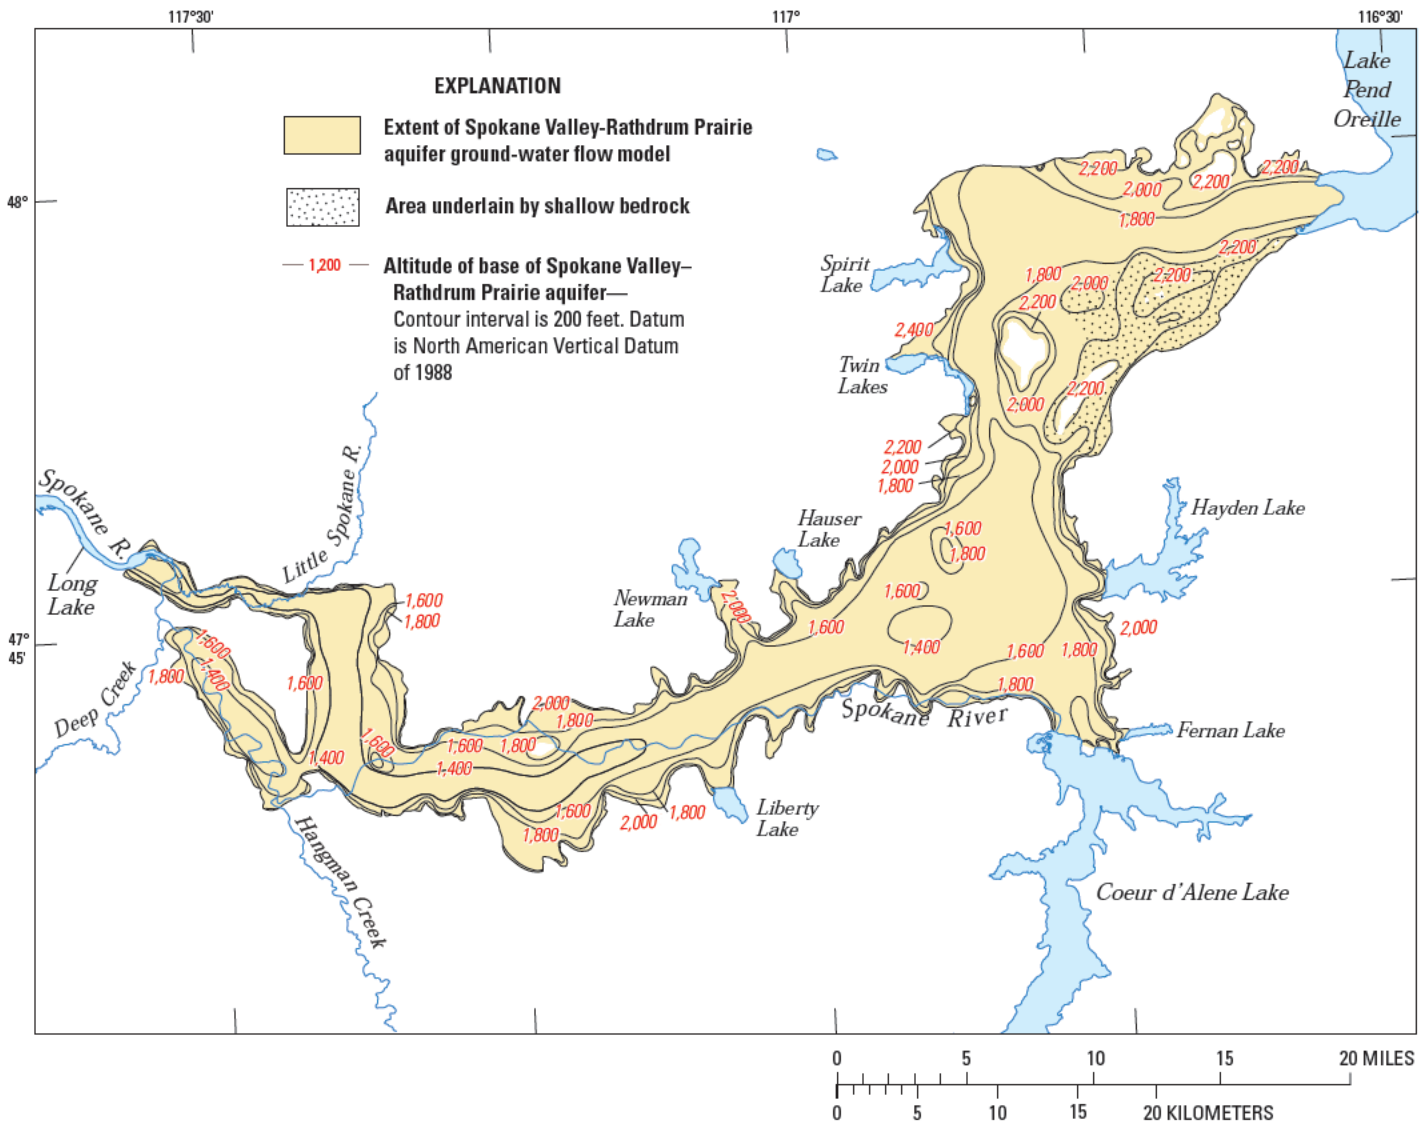 117°30'
117°
116°30'
EXPLANATION
Extent of Spokane Valley-Rathdrum Prairie
aquifer ground-water flow model
Area underlain by shallow bedrock
1,200
Altitude of base of Spokane Valley–
Rathdrum Prairie aquifer—
Contour interval is 200 feet. Datum
is North American Vertical Datum
of 1988
Lake
Pend
Oreille
48°
2,200
2,200
2,200
2,000
1,800
2,200
Spirit
Lake
1,800
2,000
2,200
2,200
2,400
Twin
Lakes
2,200
2,000
2,200
2,000
1,800
Spokane R.
Little Spokane R.
Hauser
Lake
Hayden Lake
1,600
1,800
Long
Lake
Newman
Lake
2,000
1,600
1,600
1,800
1,600
1,400
2,000
47°
45'
1,600
1,400
1,800
1,600
1,600
1,800
1,800
Deep Creek
2,000
1,800
Spokane River
Fernan Lake
1,600
1,600
1,800
1,400
1,400
1,600
1,800
2,000
1,800
Liberty
Lake
Hangman Creek
Coeur d'Alene Lake
0
5
10
15
20 MILES
0
5
10
15
20 KILOMETERS